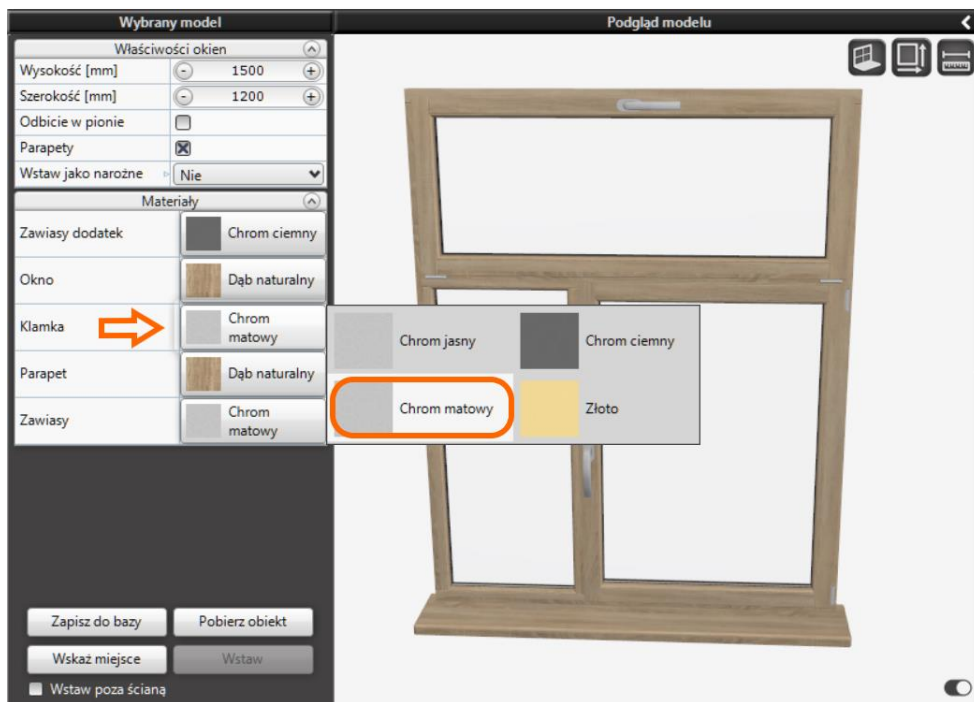 Wybrany model
Podgląd modelu
Właściwości okien
Wysokość [mm] - 1500 +
Szerokość [mm] - 1200 +
Odbicie w pionie
Parapety
Wstaw jako narożne Nie
Materiały
Zawiasy dodatek Chrom ciemny
Okno Dąb naturalny
Klamka Chrom
matowy
Parapet Dąb naturalny
Zawiasy Chrom
matowy
Chrom jasny Chrom ciemny
Chrom matowy Złoto
Zapisz do bazy Pobierz obiekt
Wskaż miejsce Wstaw
Wstaw poza ścianą